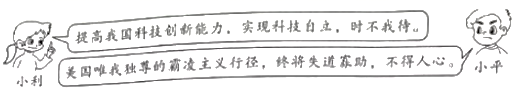 提高我国科技创新能力，实现科技自立，时不我待。
美国唯我独尊的霸凌主义行径，终将失道寡助，不得人心。
小利
小平